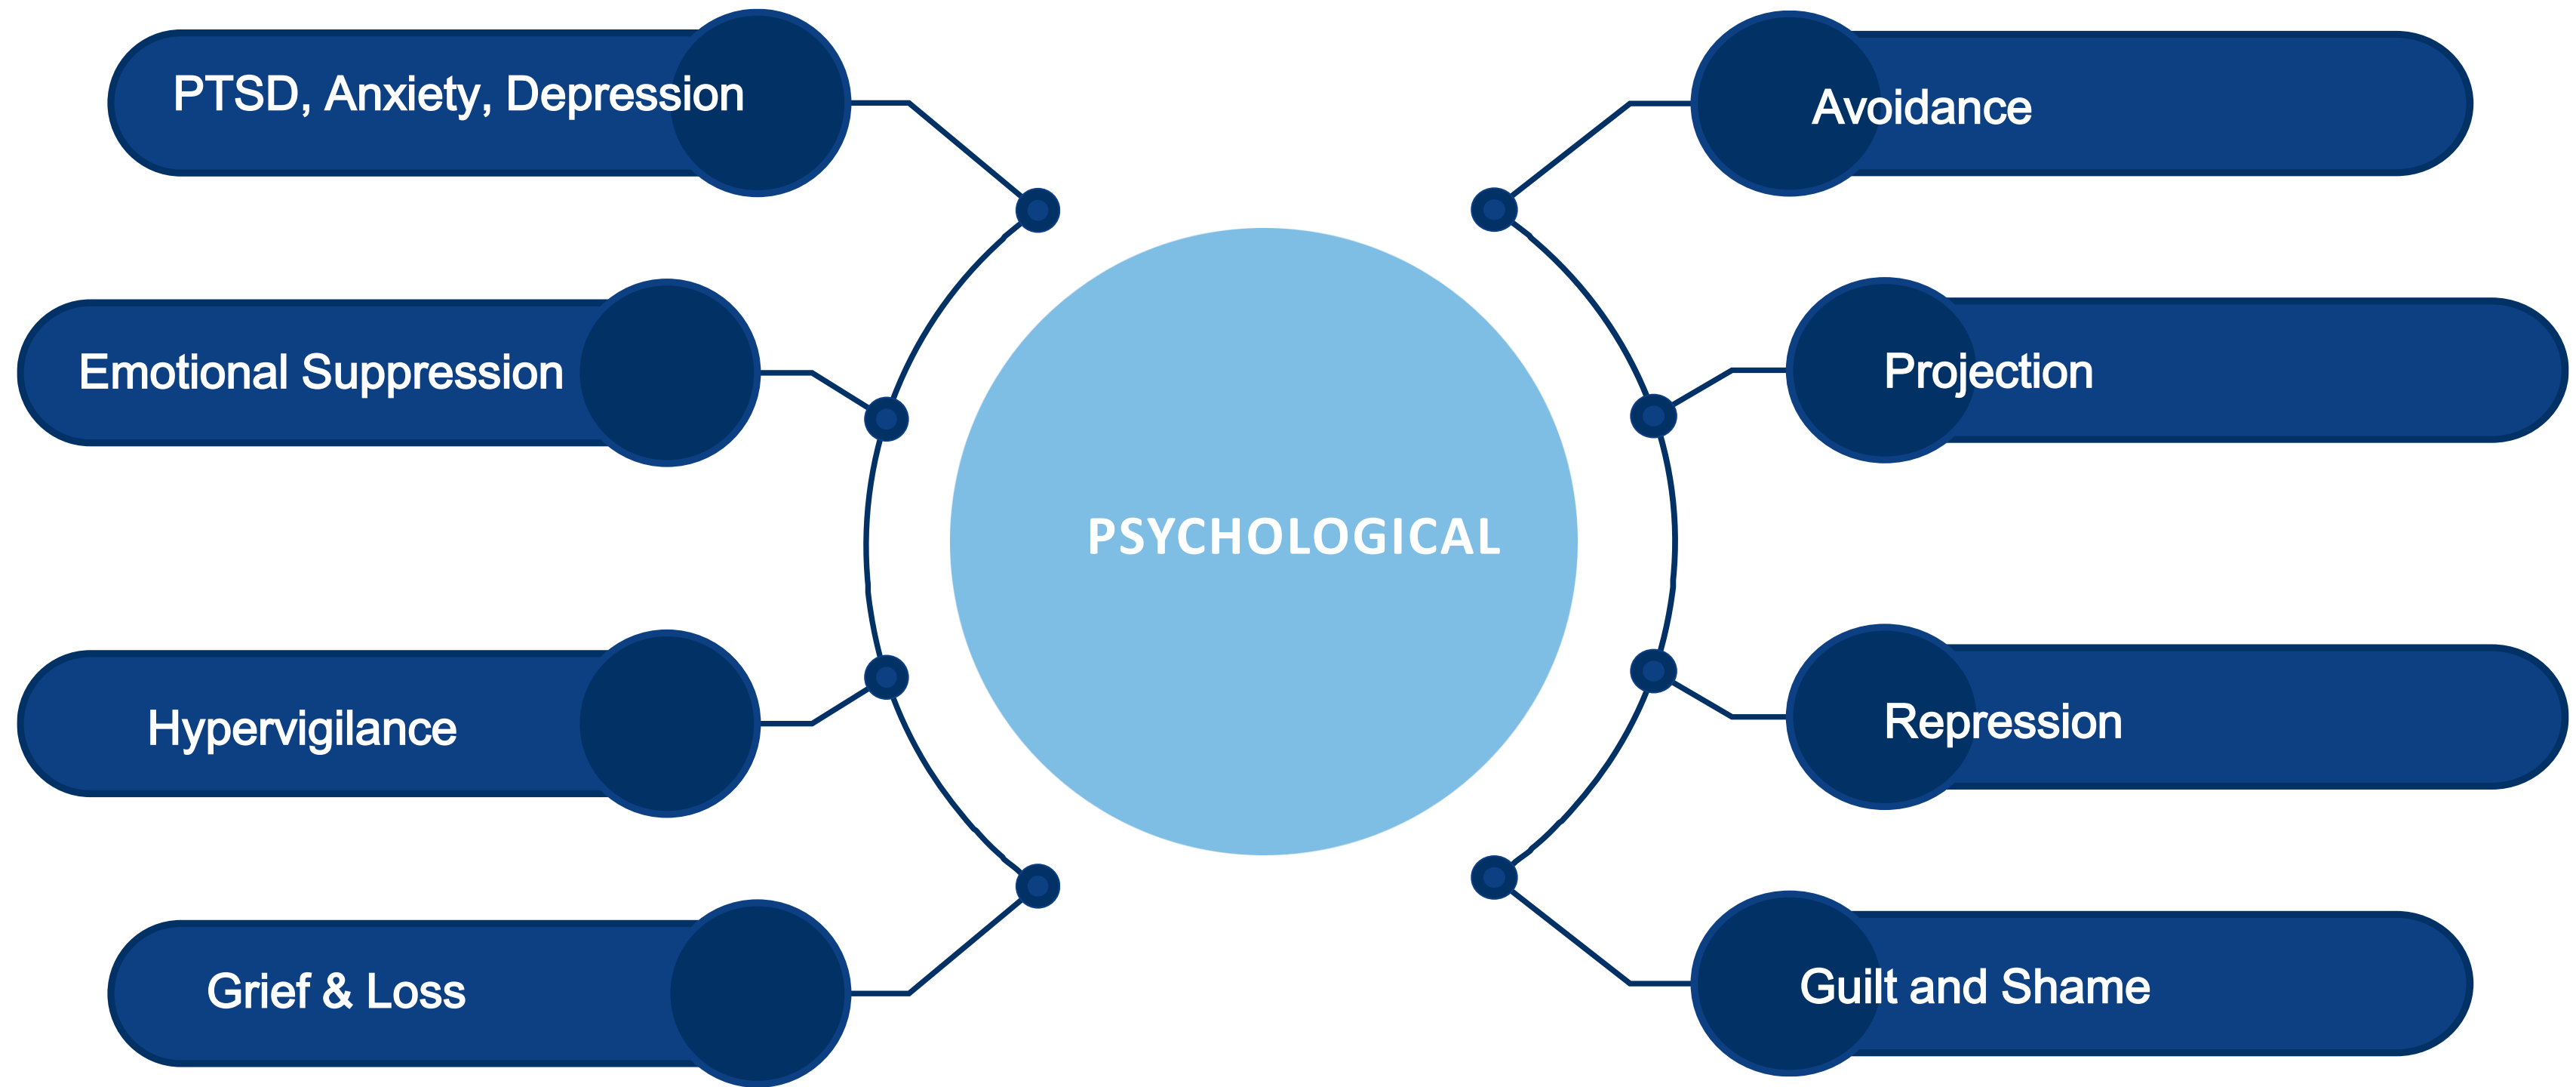 PTSD, Anxiety, Depression
Emotional Suppression
Hypervigilance
Grief & Loss
PSYCHOLOGICAL
Avoidance
Projection
Repression
Guilt and Shame